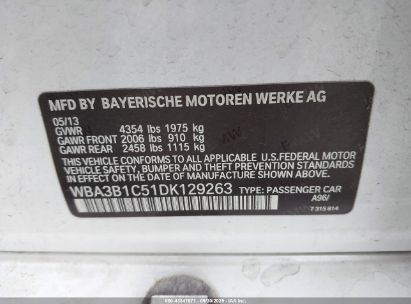 MFD BY BAYERISCHE MOTOREN WERKE AG
05/13
GVWR 4354 lbs 1975 kg
GAWR FRONT 2006 lbs 910 kg
GAWR REAR 2458 lbs 1115 kg
THIS VEHICLE CONFORMS TO ALL APPLICABLE U.S.FEDERAL MOTOR
VEHICLE SAFETY, BUMPER AND THEFT PREVENTION STANDARDS
IN EFFECT ON THE DATE OF MANUFACTURE SHOWN ABOVE.
WBA3B1C51DK129263 TYPE: PASSENGER CAR
A96/
7 315 814